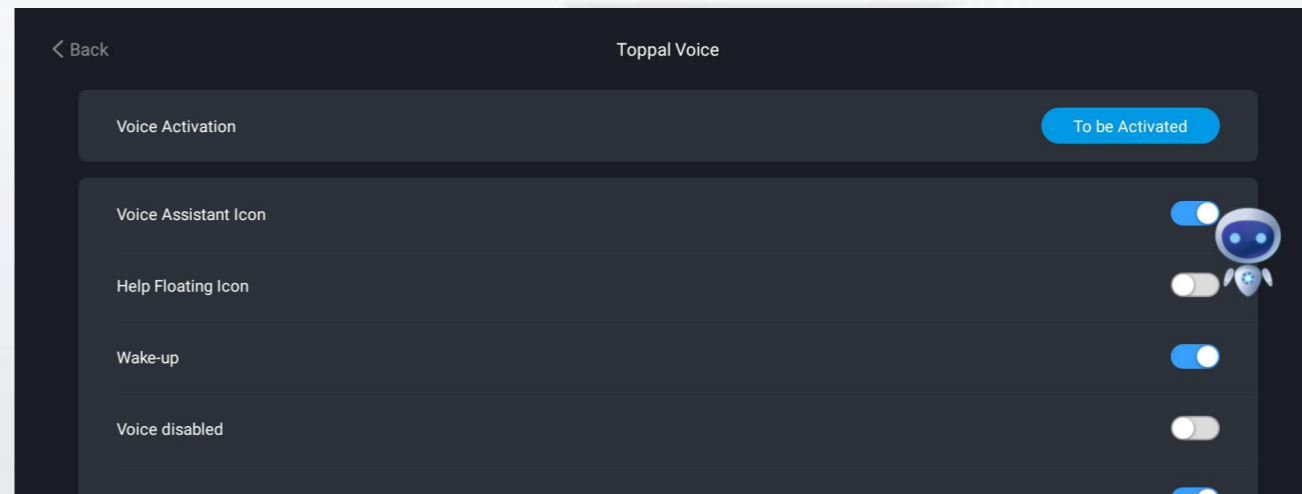 Back
Toppal Voice
Voice Activation
To be Activated
Voice Assistant Icon
Help Floating Icon
Wake-up
Voice disabled